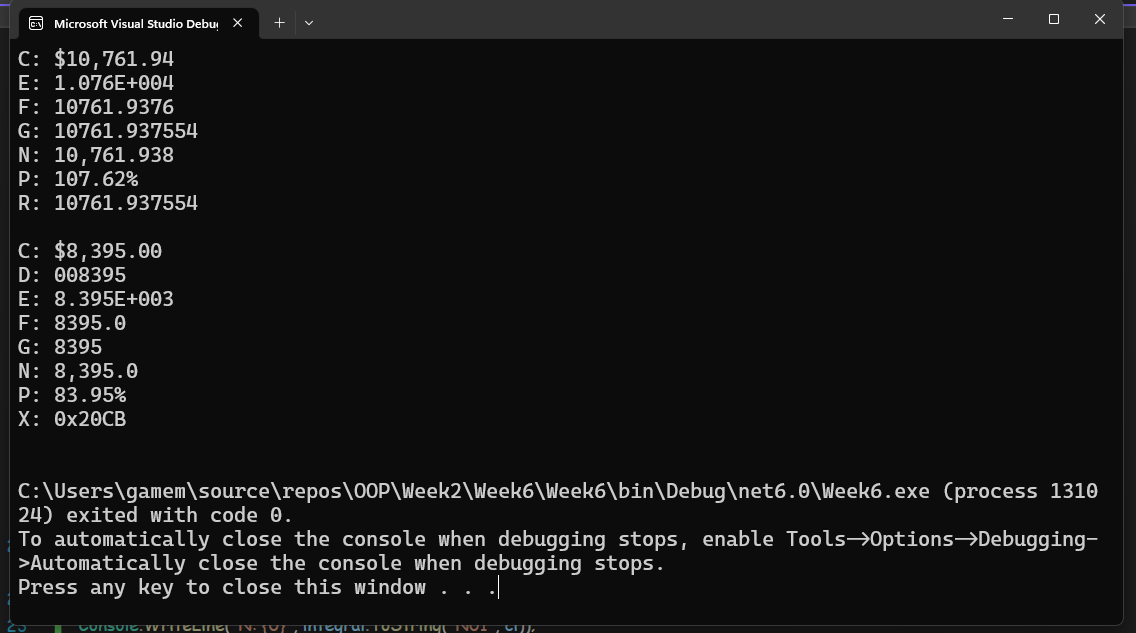 Microsoft Visual Studio Debu
C: $10,761.94
E: 1.076E+004
F: 10761.9376
G: 10761.937554
N: 10,761.938
P: 107.62%
R: 10761.937554
C: $8,395.00
D: 008395
E: 8.395E+003
F: 8395.0
G: 8395
N: 8,395.0
P: 83.95%
X: 0x20CB
C:\Users\gamem\source\repos\OOP\Week2\Week6\Week6\bin\Debug\net6.0\Week6.exe (process 1310
24) exited with code 0.
To automatically close the console when debugging stops, enable Tools->Options->Debugging-
>Automatically close the console when debugging stops.
Press any key to close this window . . .